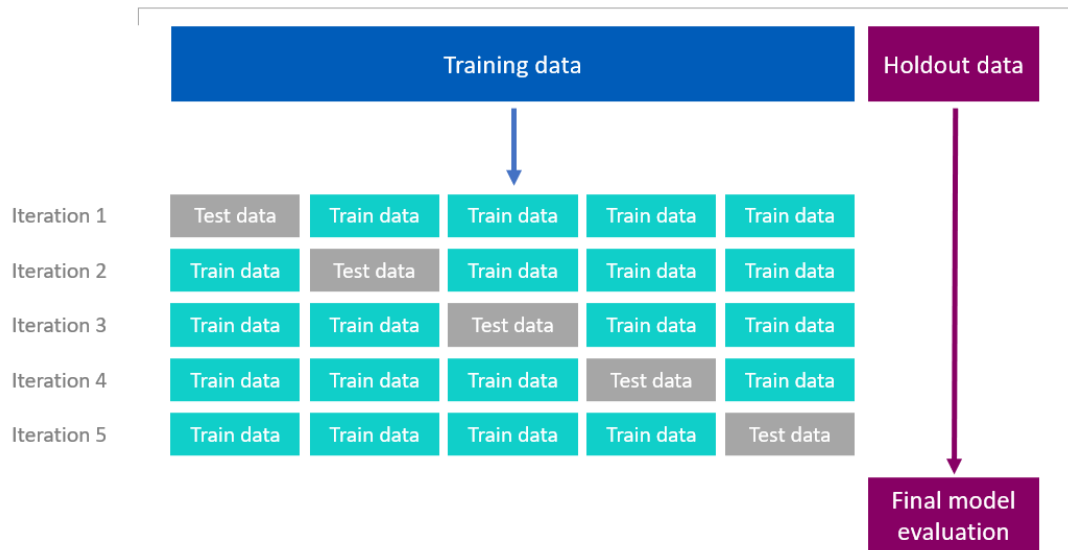 Training data
Holdout data
Iteration 1
Test data
Train data
Train data
Train data
Train data
Iteration 2
Train data
Test data
Train data
Train data
Train data
Iteration 3
Train data
Train data
Test data
Train data
Train data
Iteration 4
Train data
Train data
Train data
Test data
Train data
Iteration 5
Train data
Train data
Train data
Train data
Test data
Final model
evaluation